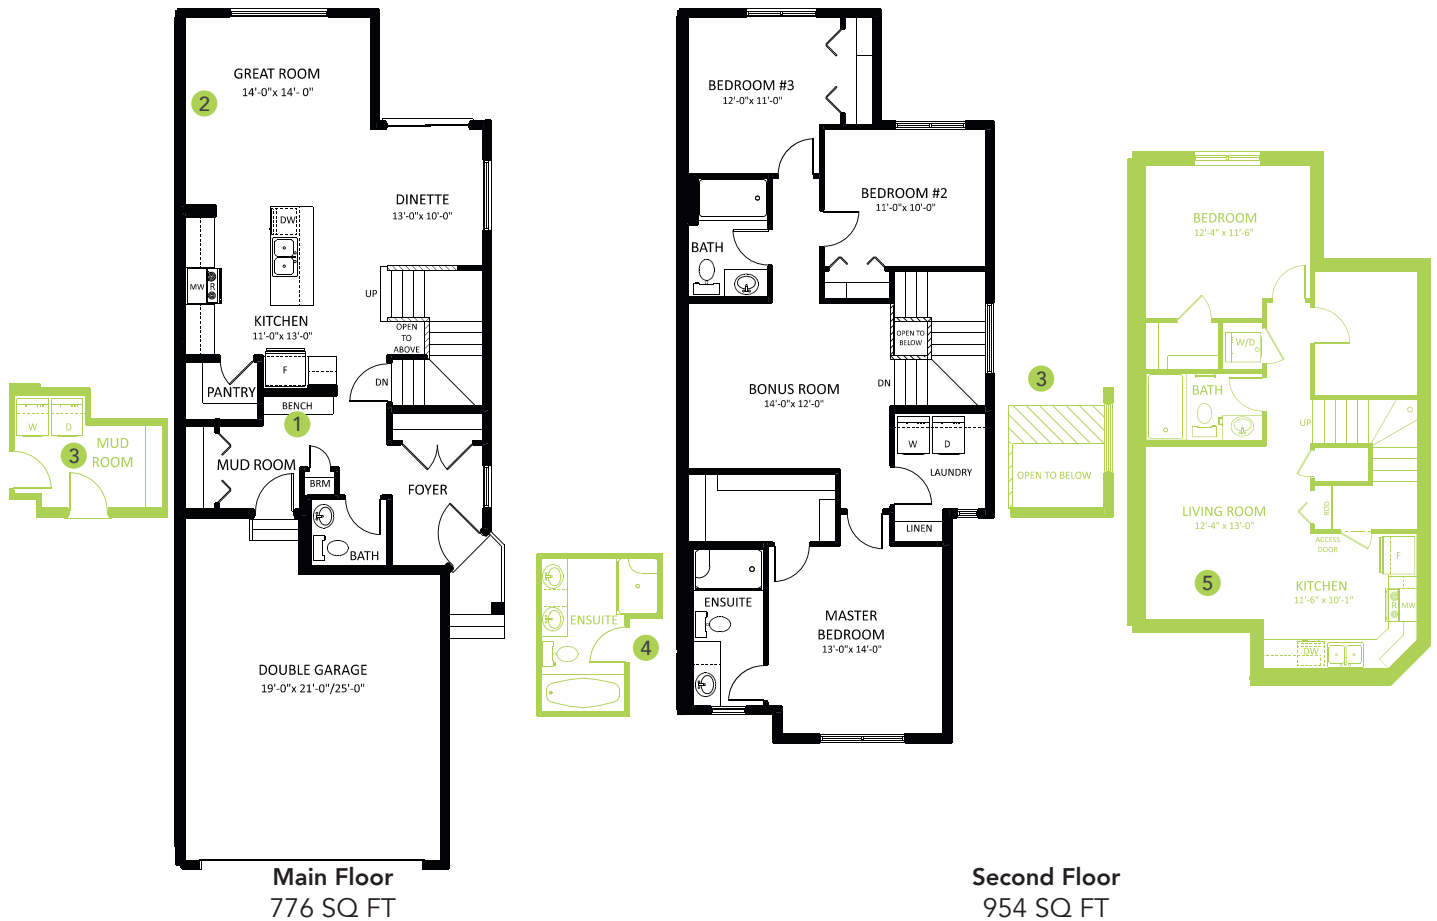 GREAT ROOM
14'-0"x 14'- 0"
2
DINETTE
13'-0"x 10'-0"
DW
MW
R
UP
KITCHEN
11'-0"x 13'-0"
OPEN
TO
ABOVE
F
DN
PANTRY
BENCH
1
MUD ROOM
BRM
FOYER
BATH
DOUBLE GARAGE
19'-0"x 21'-0"/25'-0"
Main Floor
776 SQ FT
W
D
3
MUD
ROOM
ENSUITE
4
BEDROOM #3
12'-0"x 11'-0"
BEDROOM #2
11'-0"x 10'-0"
BATH
OPEN TO
BELOW
DN
BONUS ROOM
14'-0"x 12'-0"
W
D
LAUNDRY
LINEN
ENSUITE
MASTER
BEDROOM
13'-0"x 14'-0"
Second Floor
954 SQ FT
3
OPEN TO BELOW
BEDROOM
12'-4" x 11'-6"
W/D
BATH
UP
LIVING ROOM
12'-4" x 13'-0"
ROD
ACCESS
DOOR
F
5
KITCHEN
11'-6" x 10'-1"
R
MW
DW